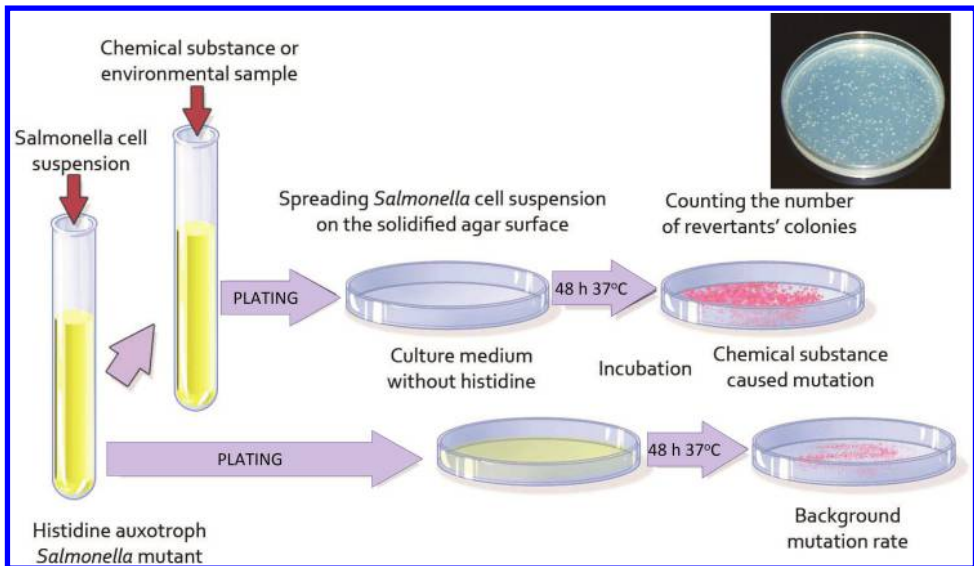 Chemical substance or
environmental sample
Salmonella cell
suspension
Spreading Salmonella cell suspension
on the solidified agar surface
Counting the number
of revertants' colonies
PLATING
48 h 37°C
Culture medium
without histidine
Incubation
Chemical substance
caused mutation
PLATING
48 h 37°C
Histidine auxotroph
Salmonella mutant
Background
mutation rate